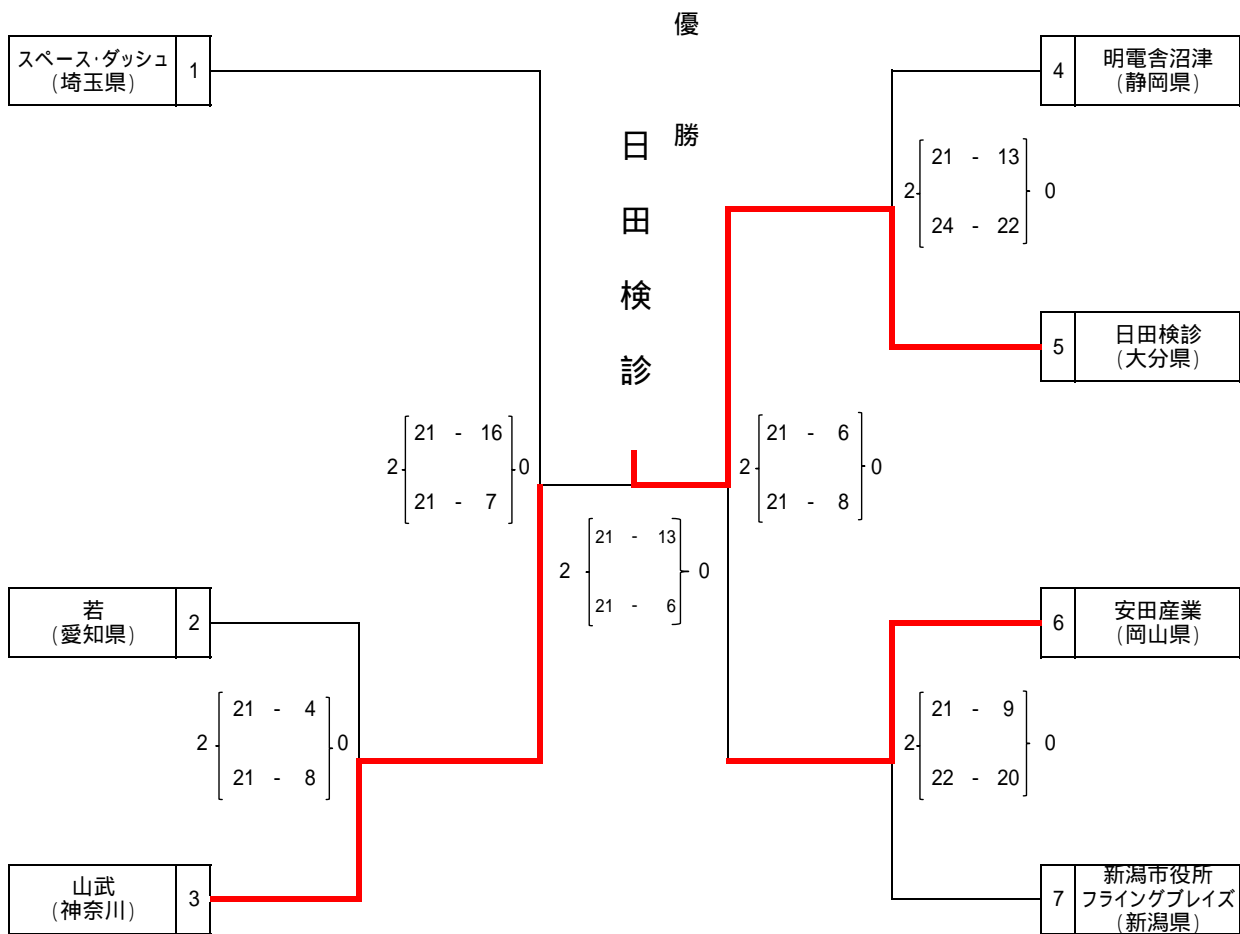 優
勝
日
田
検
診
スペース・ダッシュ
(埼玉県)
1
4
明電舎沼津
(静岡県)
21 - 13
2 0
24 - 22
5
日田検診
(大分県)
21 - 16
2 0
21 - 7
21 - 6
2 0
21 - 8
21 - 13
2 0
21 - 6
若
(愛知県)
2
6
安田産業
(岡山県)
21 - 4
2 0
21 - 8
21 - 9
2 0
22 - 20
山武
(神奈川)
3
7
新潟市役所
フライングブレイズ
(新潟県)